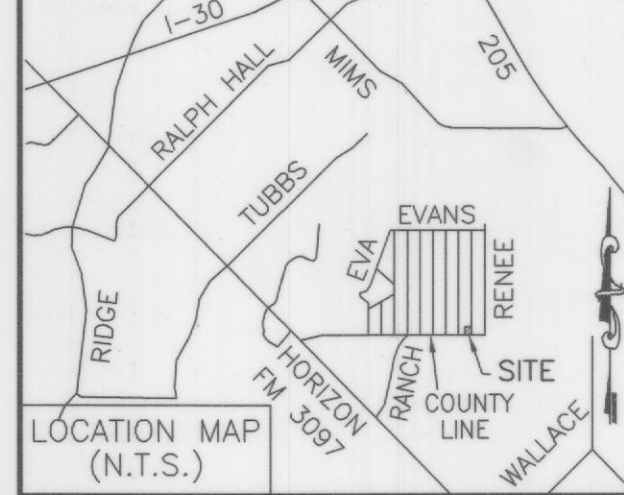 I-30
RALPH HALL
MIMS
205
TUBBS
EVANS
EVA
RENEE
RIDGE
HORIZON
FM 3097
RANCH
COUNTY
LINE
SITE
WALLACE
LOCATION MAP
(N.T.S.)